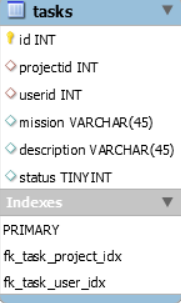 tasks
id INT
projectid INT
userid INT
mission VARCHAR(45)
description VARCHAR(45)
status TINYINT
Indexes
PRIMARY
fk_task_project_idx
fk_task_user_idx